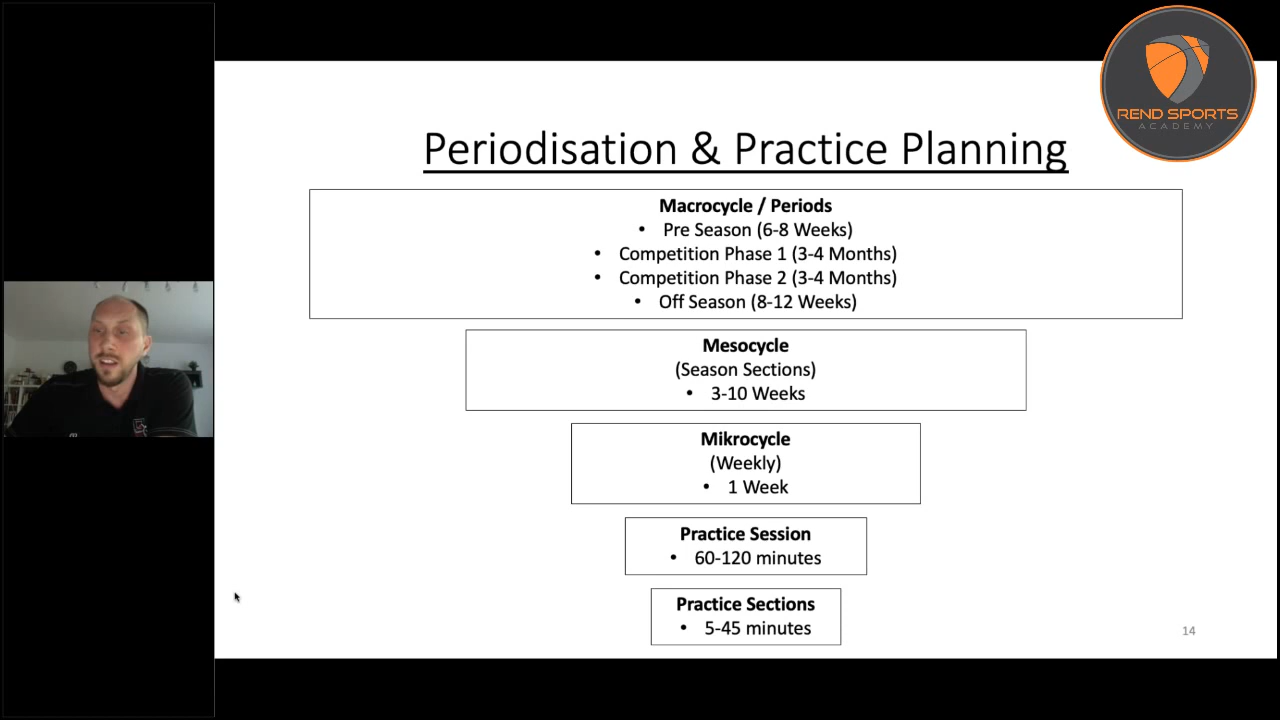 REND SPORTS
ACADEMY
Periodisation & Practice Planning
Macrocycle / Periods
• Pre Season (6-8 Weeks)
• Competition Phase 1 (3-4 Months)
• Competition Phase 2 (3-4 Months)
• Off Season (8-12 Weeks)
Mesocycle
(Season Sections)
• 3-10 Weeks
Mikrocycle
(Weekly)
• 1 Week
Practice Session
• 60-120 minutes
Practice Sections
• 5-45 minutes
14